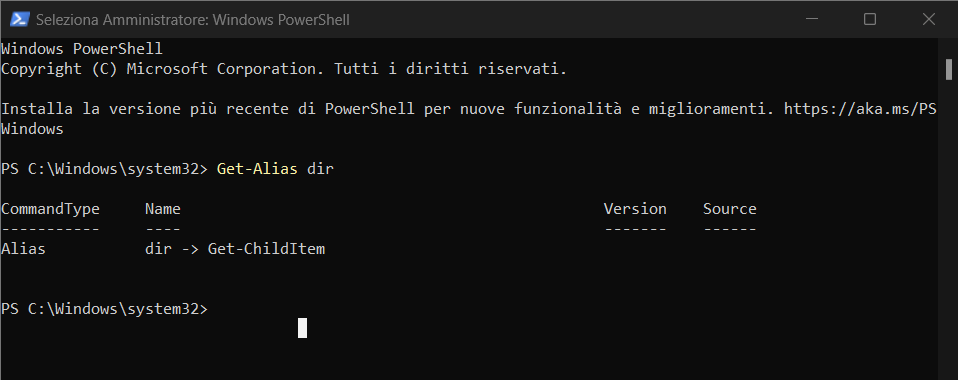 Seleziona Amministratore: Windows PowerShell
Windows PowerShell
Copyright (C) Microsoft Corporation. Tutti i diritti riservati.
Installa la versione più recente di PowerShell per nuove funzionalità e miglioramenti. https://aka.ms/PS
Windows
PS C:\Windows\system32> Get-Alias dir
CommandType     Name                                               Version    Source
-----------     ----                                               -------    ------
Alias           dir -> Get-ChildItem
PS C:\Windows\system32>